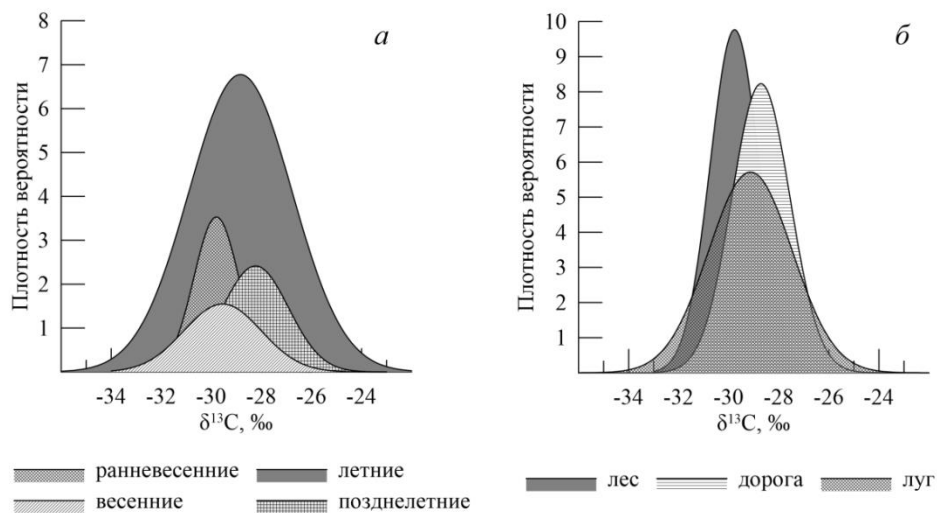 а
Плотность вероятности
8
7
6
5
4
3
2
1
-34 -32 -30 -28 -26 -24
δ¹³C, ‰
ранневесенние летние
весенние позднелетние
б
Плотность вероятности
10
9
8
7
6
5
4
3
2
1
-34 -32 -30 -28 -26 -24
δ¹³C, ‰
лес дорога луг